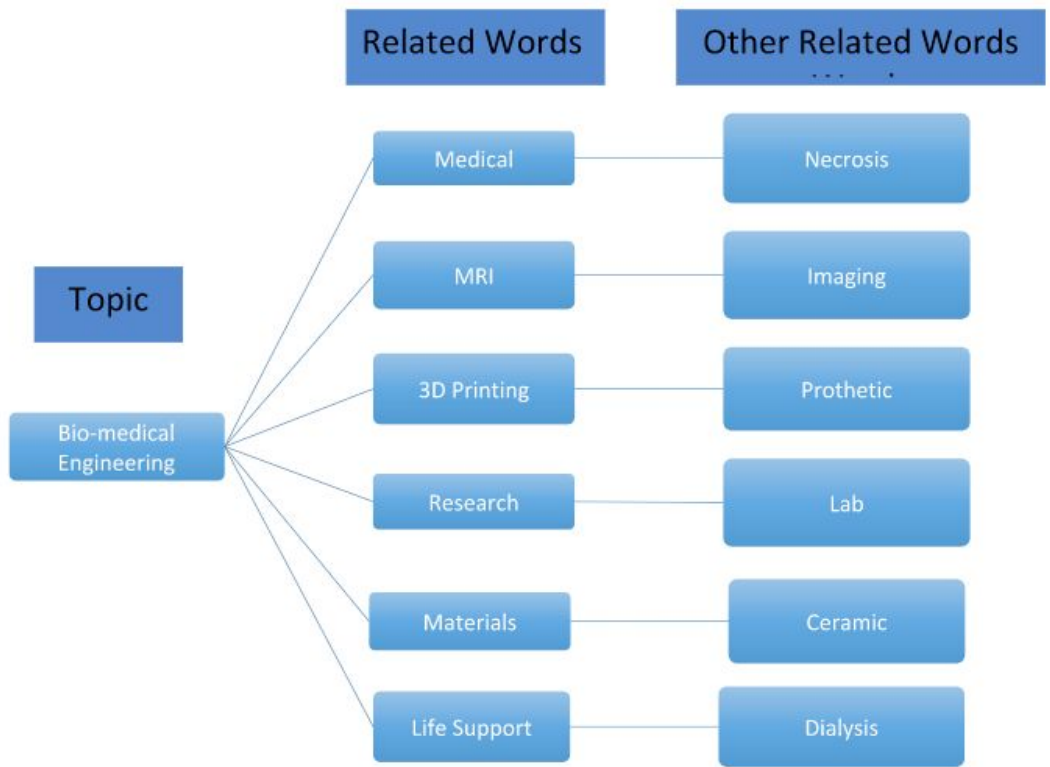 Related Words
Other Related Words
Medical
Necrosis
MRI
Imaging
Topic
3D Printing
Prothetic
Bio-medical
Engineering
Research
Lab
Materials
Ceramic
Life Support
Dialysis